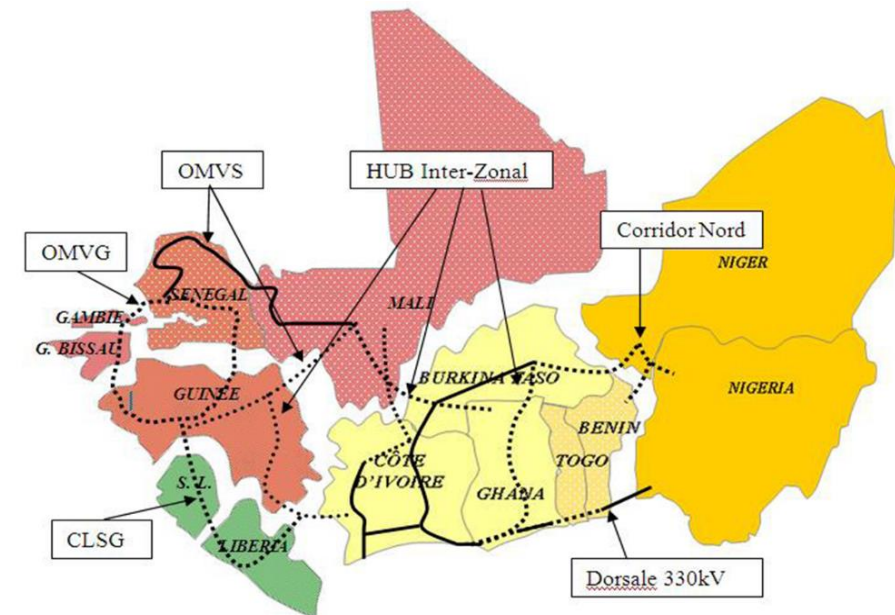 OMVS
HUB Inter-Zonal
Corridor Nord
OMVG
NIGER
SENEGAL
MALI
GAMBIE
G. BISSAU
BURKINA FASO
GUINEE
NIGERIA
BENIN
CÔTE
D'IVOIRE
TOGO
GHANA
S. L.
CLSG
LIBERIA
Dorsale 330kV